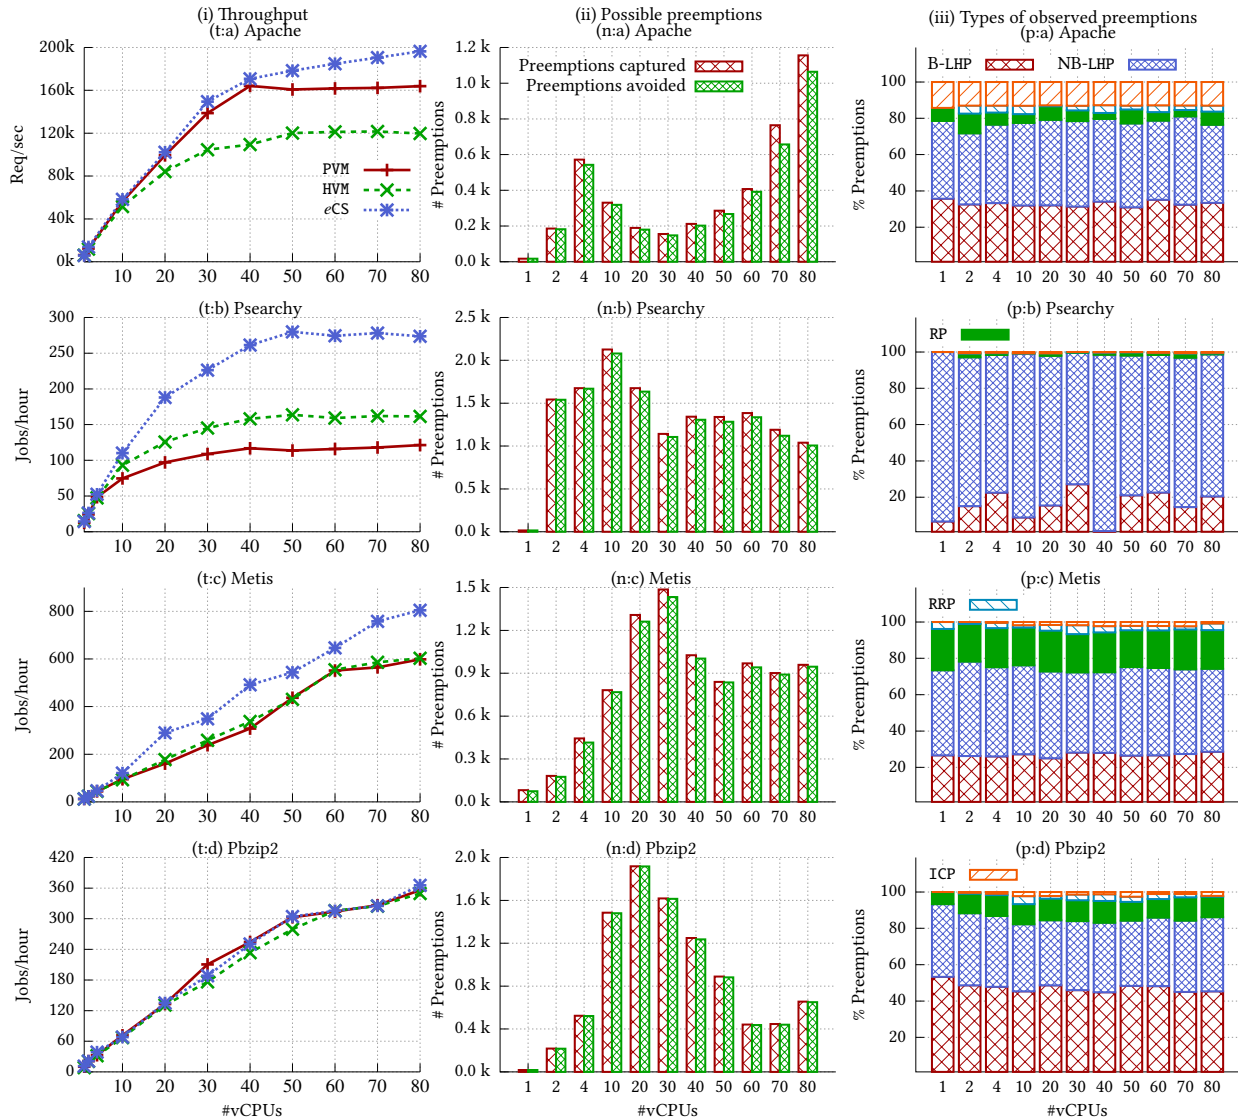 (i) Throughput
(t:a) Apache
200k
160k
120k
80k
40k
0k
Req/sec
PVM
HVM
eCS
10 20 30 40 50 60 70 80
(ii) Possible preemptions
(n:a) Apache
Preemptions captured
Preemptions avoided
1.2 k
1.0 k
0.8 k
0.6 k
0.4 k
0.2 k
0.0 k
# Preemptions
1 2 4 10 20 30 40 50 60 70 80
(iii) Types of observed preemptions
(p:a) Apache
B-LHP NB-LHP
100
80
60
40
20
% Preemptions
1 2 4 10 20 30 40 50 60 70 80
(t:b) Psearchy
300
250
200
150
100
50
0
Jobs/hour
10 20 30 40 50 60 70 80
(n:b) Psearchy
2.5 k
2.0 k
1.5 k
1.0 k
0.5 k
0.0 k
# Preemptions
1 2 4 10 20 30 40 50 60 70 80
(p:b) Psearchy
RP
100
80
60
40
20
% Preemptions
1 2 4 10 20 30 40 50 60 70 80
(t:c) Metis
800
600
400
200
0
Jobs/hour
10 20 30 40 50 60 70 80
(n:c) Metis
1.5 k
1.2 k
0.9 k
0.6 k
0.3 k
0.0 k
# Preemptions
1 2 4 10 20 30 40 50 60 70 80
(p:c) Metis
RRP
100
80
60
40
20
% Preemptions
1 2 4 10 20 30 40 50 60 70 80
(t:d) Pbzip2
420
360
300
240
180
120
60
0
Jobs/hour
10 20 30 40 50 60 70 80
#vCPUs
(n:d) Pbzip2
2.0 k
1.6 k
1.2 k
0.8 k
0.4 k
0.0 k
# Preemptions
1 2 4 10 20 30 40 50 60 70 80
#vCPUs
(p:d) Pbzip2
ICP
100
80
60
40
20
% Preemptions
1 2 4 10 20 30 40 50 60 70 80
#vCPUs